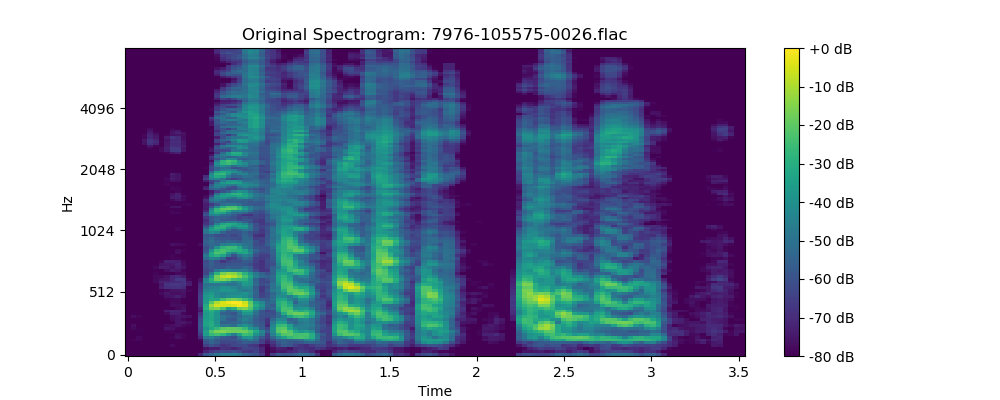 Original Spectrogram: 7976-105575-0026.flac
Hz
4096
2048
1024
512
0
0
0.5
1
1.5
2
2.5
3
3.5
Time
+0 dB
-10 dB
-20 dB
-30 dB
-40 dB
-50 dB
-60 dB
-70 dB
-80 dB